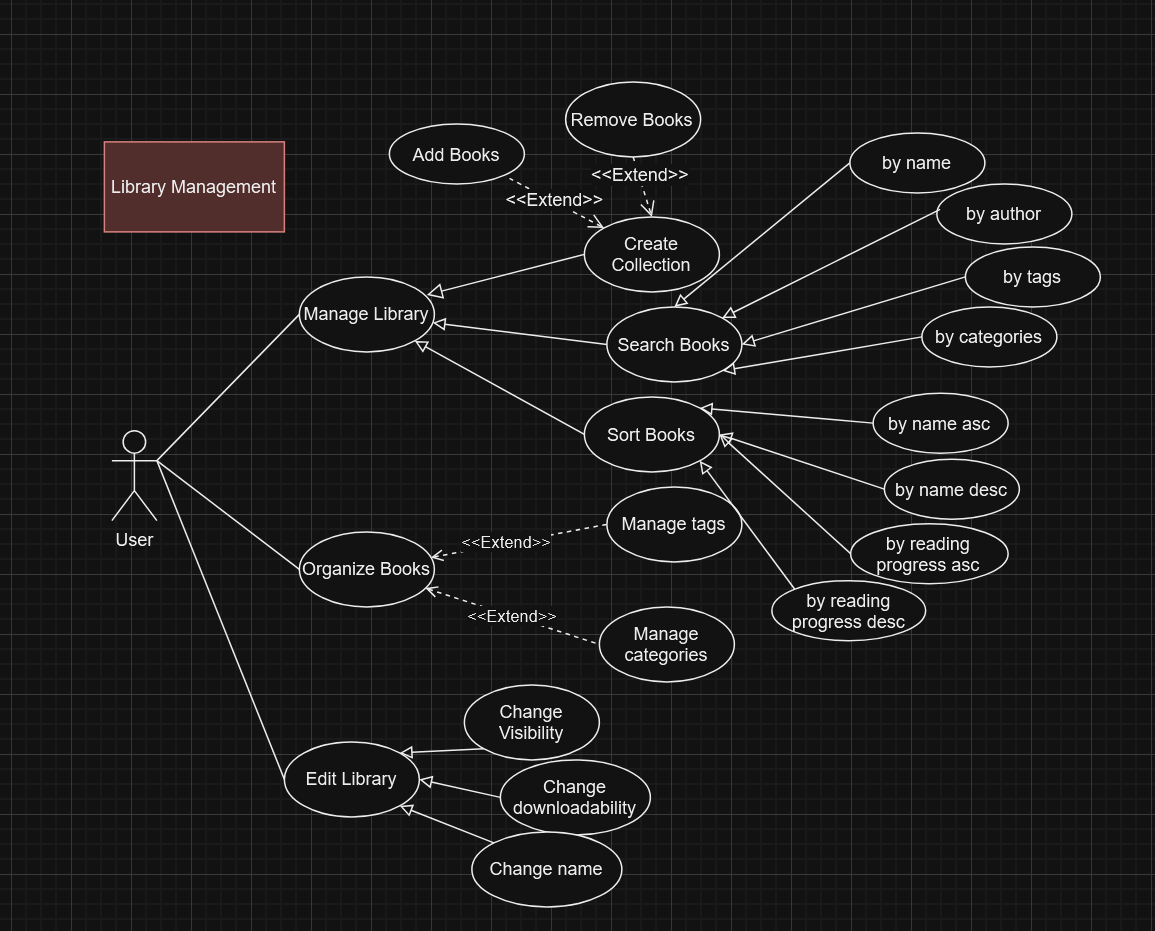 Remove Books
Add Books
<<Extend>>
<<Extend>>
Library Management
by name
by author
Create
Collection
by tags
Manage Library
Search Books
by categories
Sort Books
by name asc
by name desc
Manage tags
User
<<Extend>>
by reading
progress asc
Organize Books
by reading
progress desc
<<Extend>>
Manage
categories
Change
Visibility
Edit Library
Change
downloadability
Change name